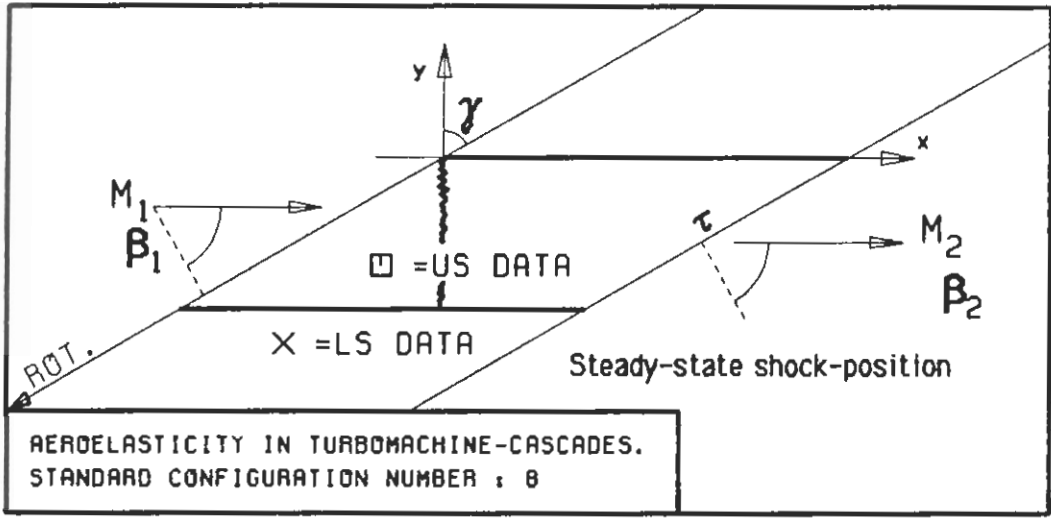 y
γ
x
M₁
β₁
τ
M₂
β₂
□ =US DATA
× =LS DATA
ROT.
Steady-state shock-position
AEROELASTICITY IN TURBOMACHINE-CASCADES.
STANDARD CONFIGURATION NUMBER : 8